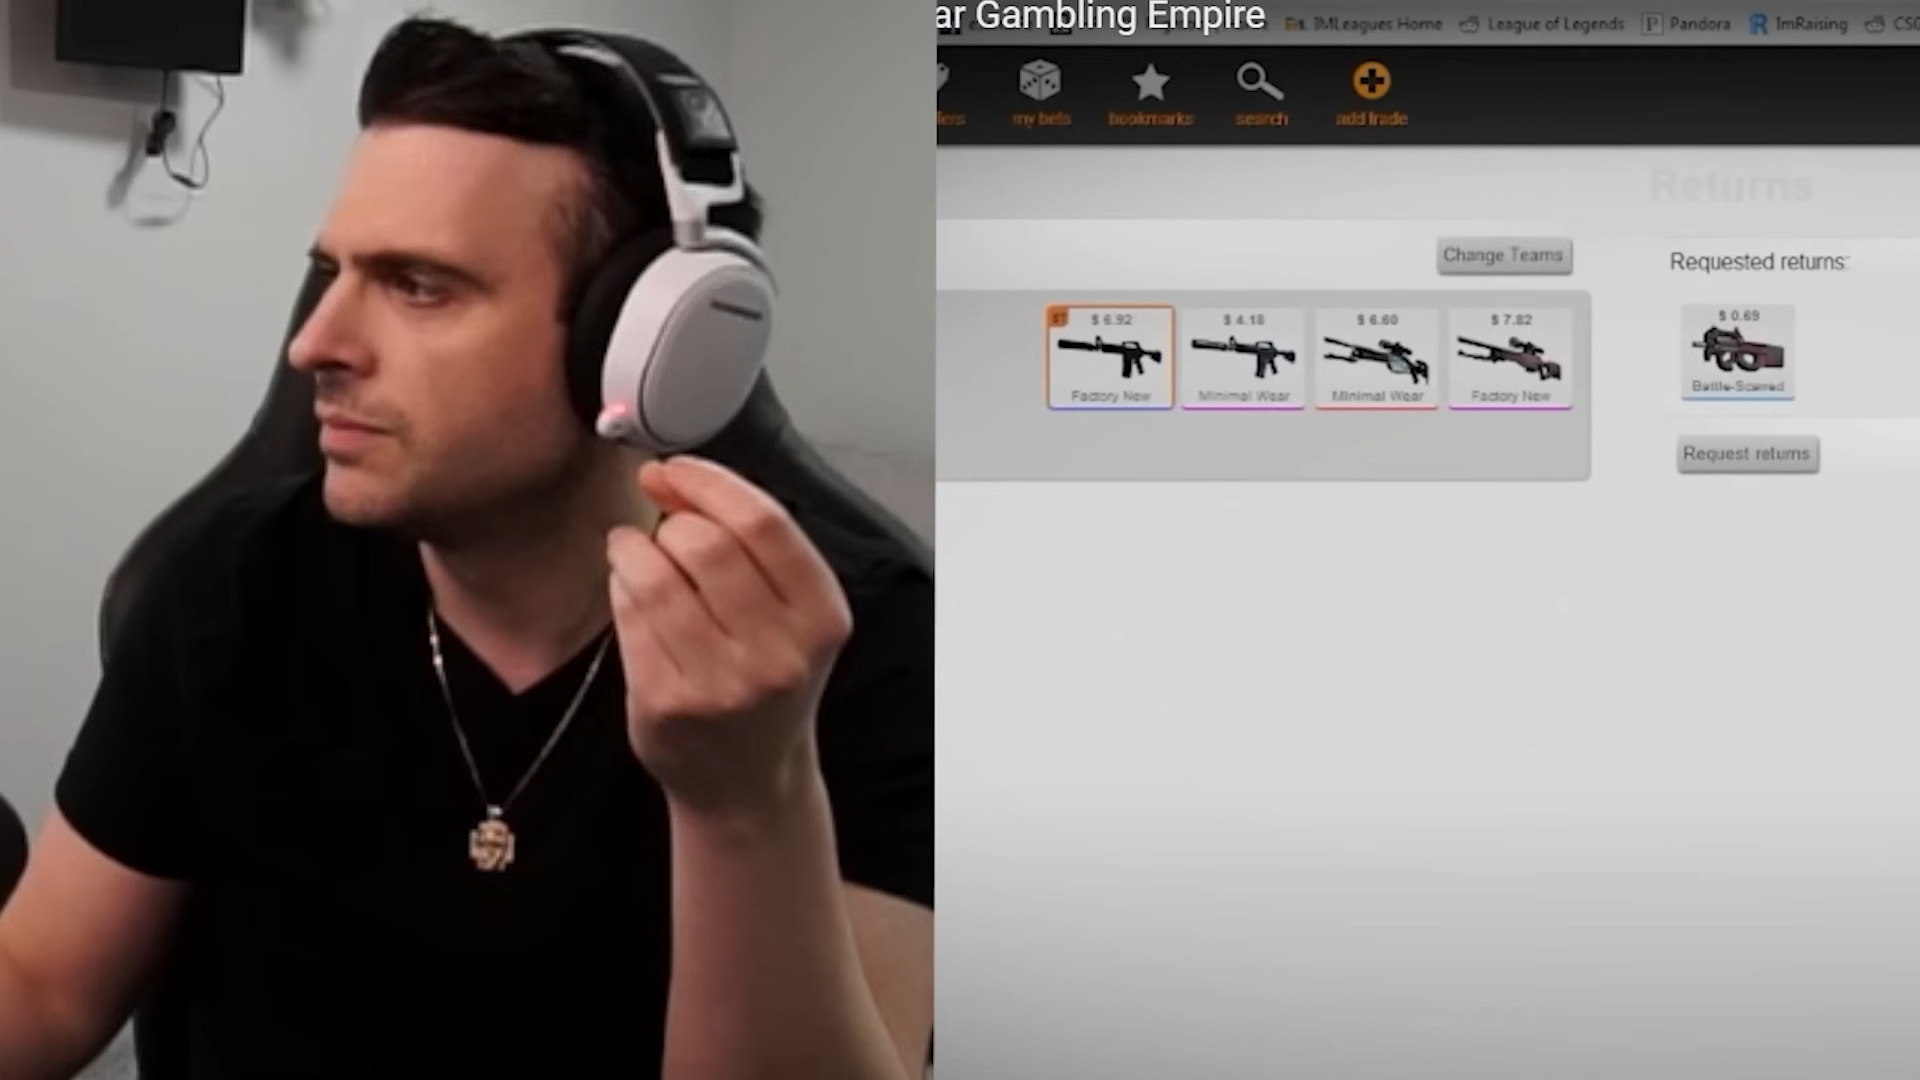 ar Gambling Empire
IMLeagues Home
League of Legends
Pandora
ImRaising
my bets
bookmarks
search
add trade
Returns
Change Teams
Requested returns:
ST
$ 6.92
Factory New
$ 4.18
Minimal Wear
$ 6.60
Minimal Wear
$ 7.82
Factory New
$ 0.69
Battle-Scarred
Request returns